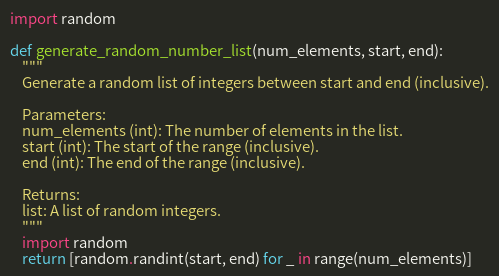 import random

def generate_random_number_list(num_elements, start, end):
    """
    Generate a random list of integers between start and end (inclusive).

    Parameters:
    num_elements (int): The number of elements in the list.
    start (int): The start of the range (inclusive).
    end (int): The end of the range (inclusive).

    Returns:
    list: A list of random integers.
    """
    import random
    return [random.randint(start, end) for _ in range(num_elements)]